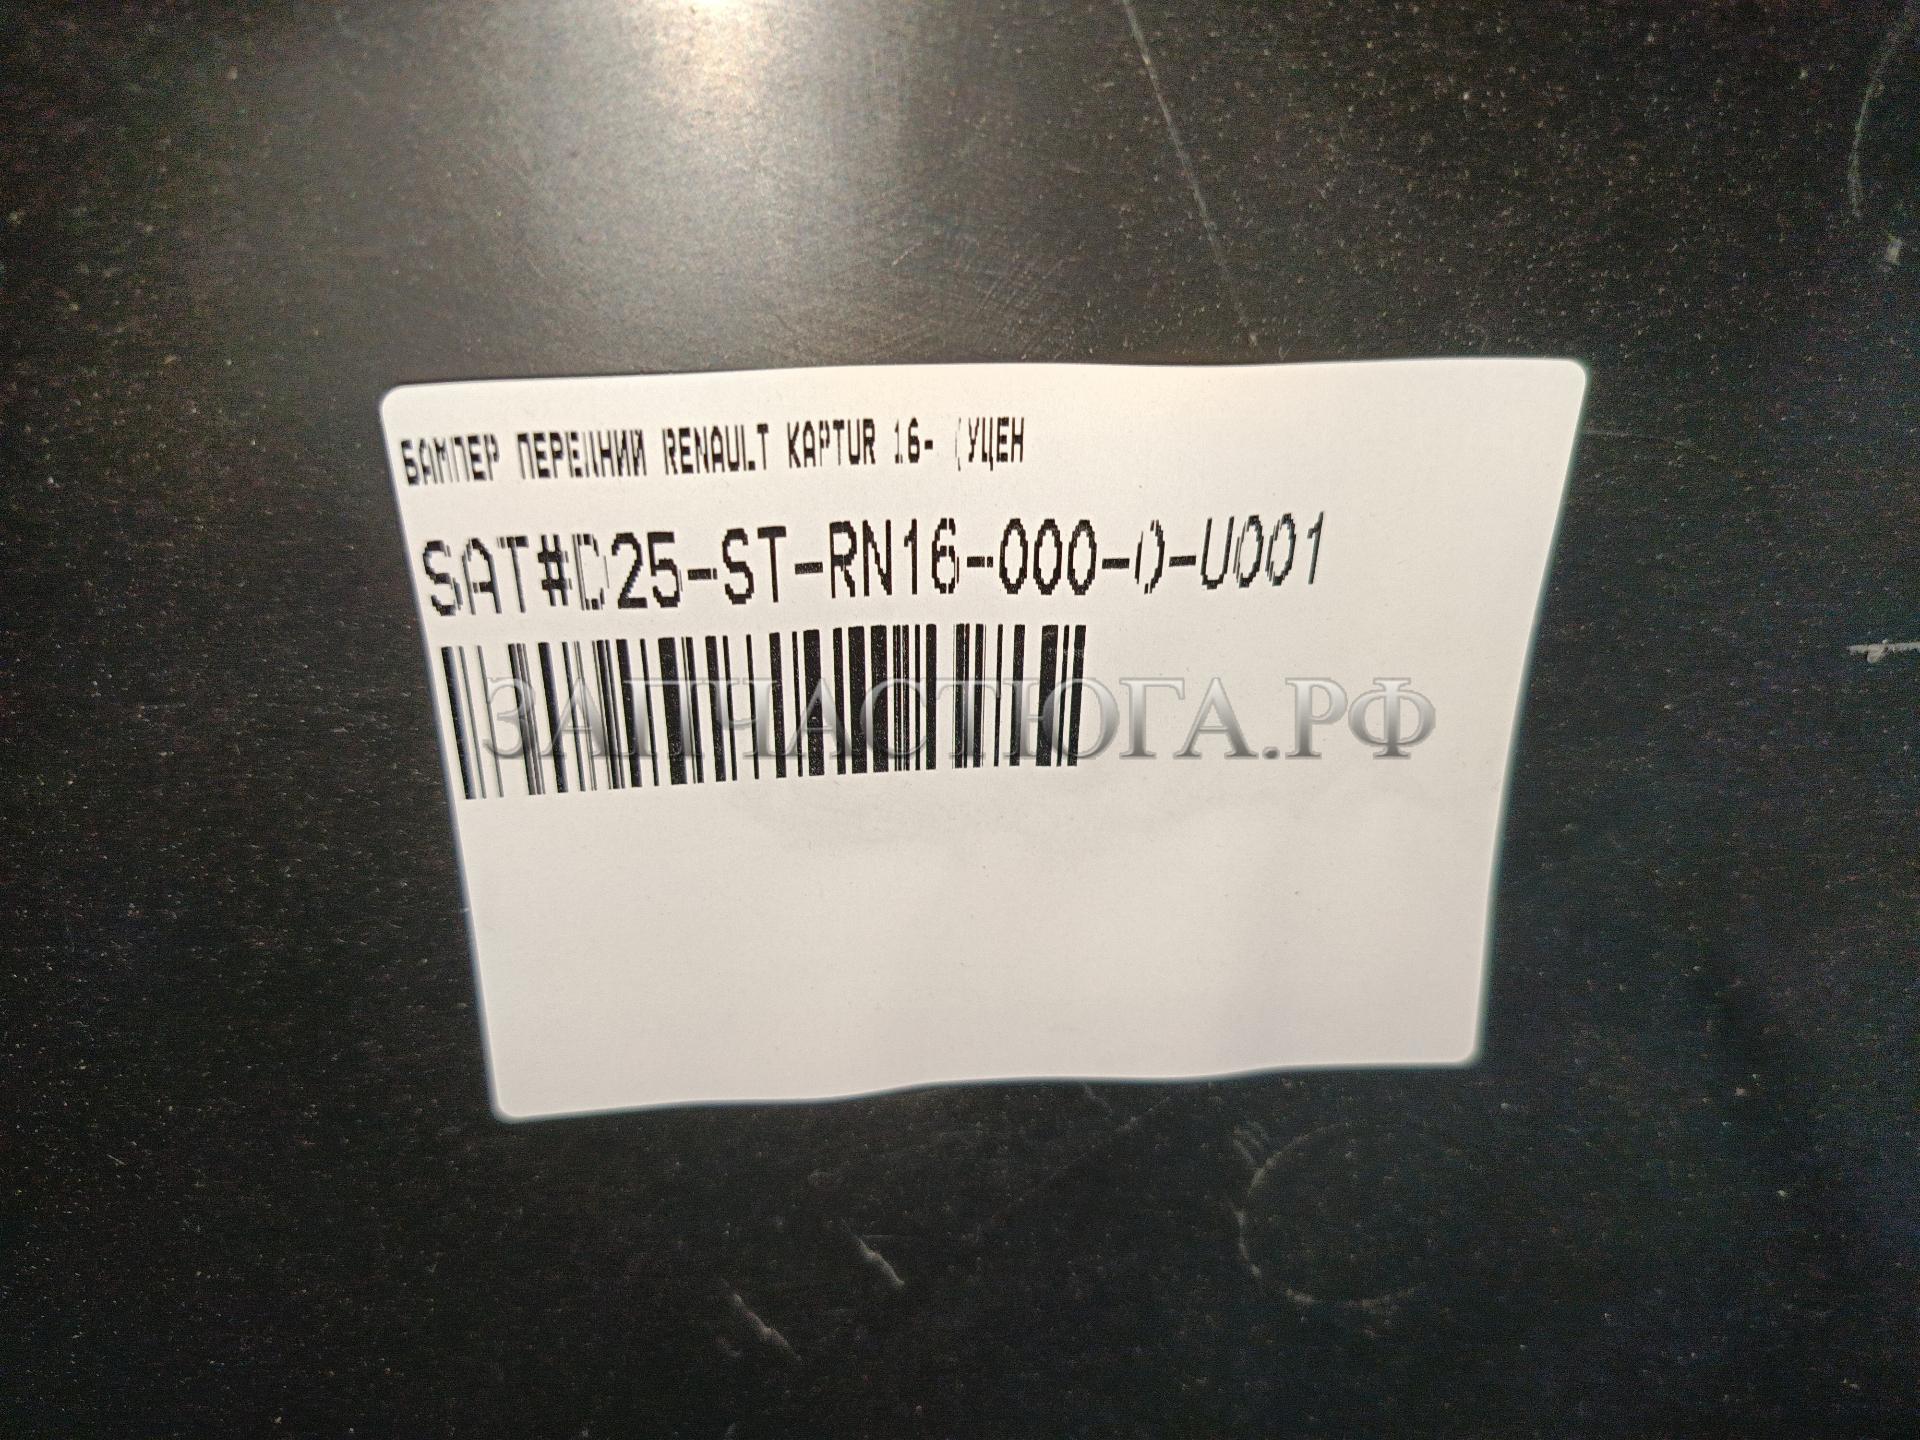 БАМПЕР ПЕРЕДНИЙ RENAULT KAPTUR 16- (УЦЕН
SAT#D25-ST-RN16-000-0-U001
ЗАПЧАСТЮГА.РФ